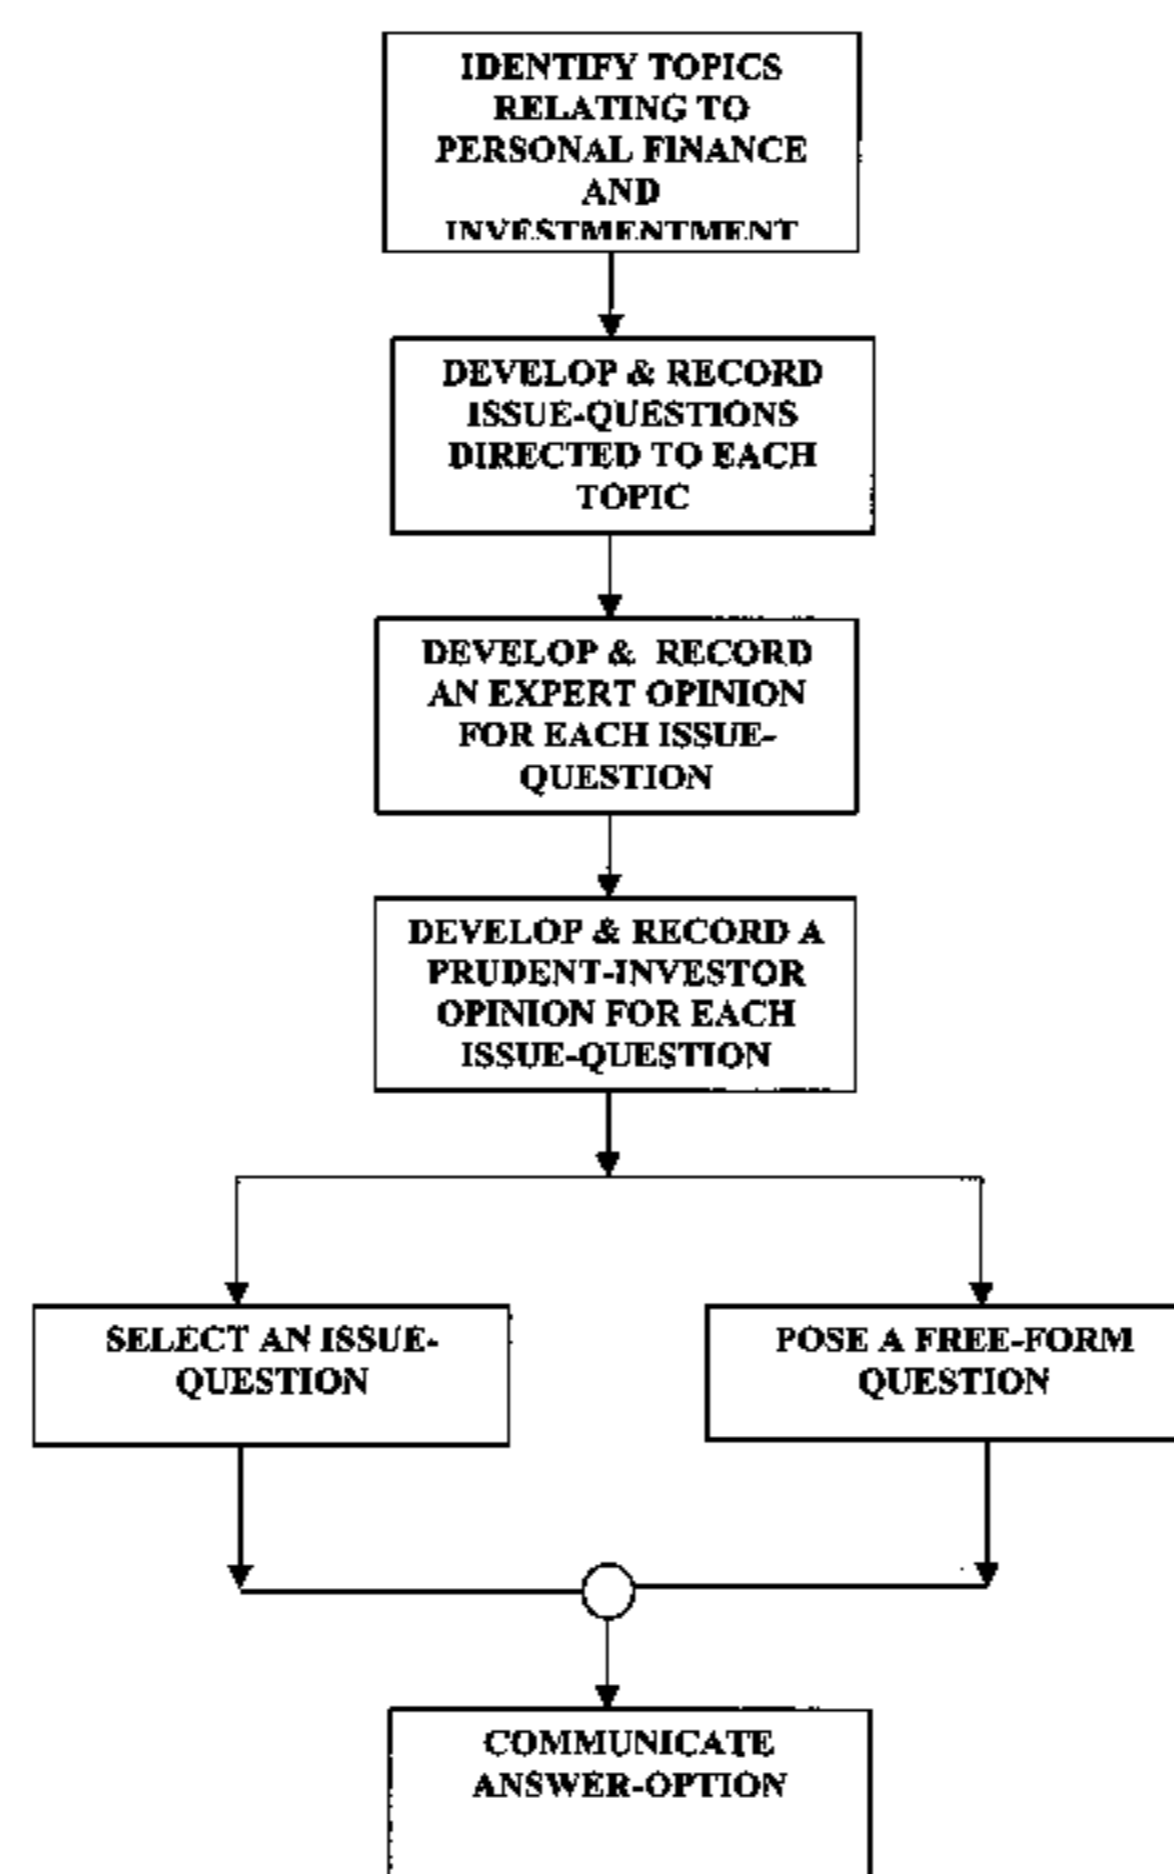 IDENTIFY TOPICS
RELATING TO
PERSONAL FINANCE
AND
INVESTMENTMENT
DEVELOP & RECORD
ISSUE-QUESTIONS
DIRECTED TO EACH
TOPIC
DEVELOP & RECORD
AN EXPERT OPINION
FOR EACH ISSUE-
QUESTION
DEVELOP & RECORD A
PRUDENT-INVESTOR
OPINION FOR EACH
ISSUE-QUESTION
SELECT AN ISSUE-
QUESTION
POSE A FREE-FORM
QUESTION
COMMUNICATE
ANSWER-OPTION